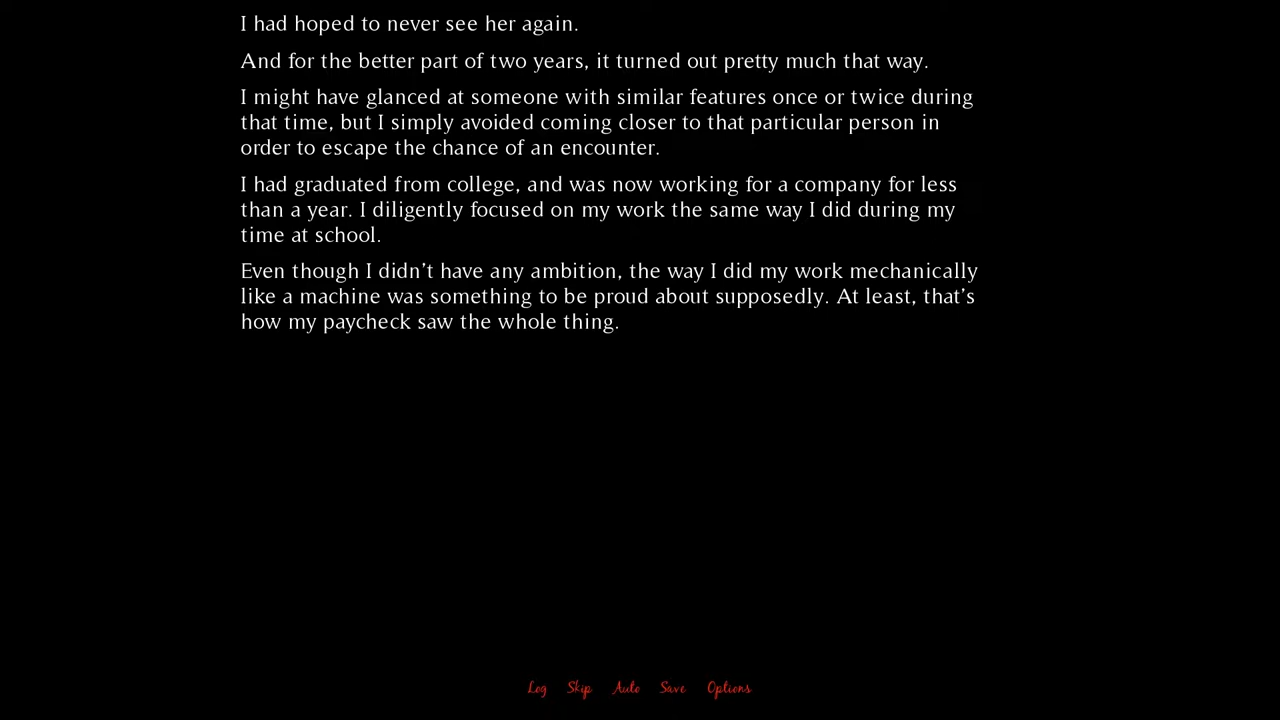 I had hoped to never see her again.
And for the better part of two years, it turned out pretty much that way.
I might have glanced at someone with similar features once or twice during
that time, but I simply avoided coming closer to that particular person in
order to escape the chance of an encounter.
I had graduated from college, and was now working for a company for less
than a year. I diligently focused on my work the same way I did during my
time at school.
Even though I didn't have any ambition, the way I did my work mechanically
like a machine was something to be proud about supposedly. At least, that's
how my paycheck saw the whole thing.
Log Skip Auto Save Options